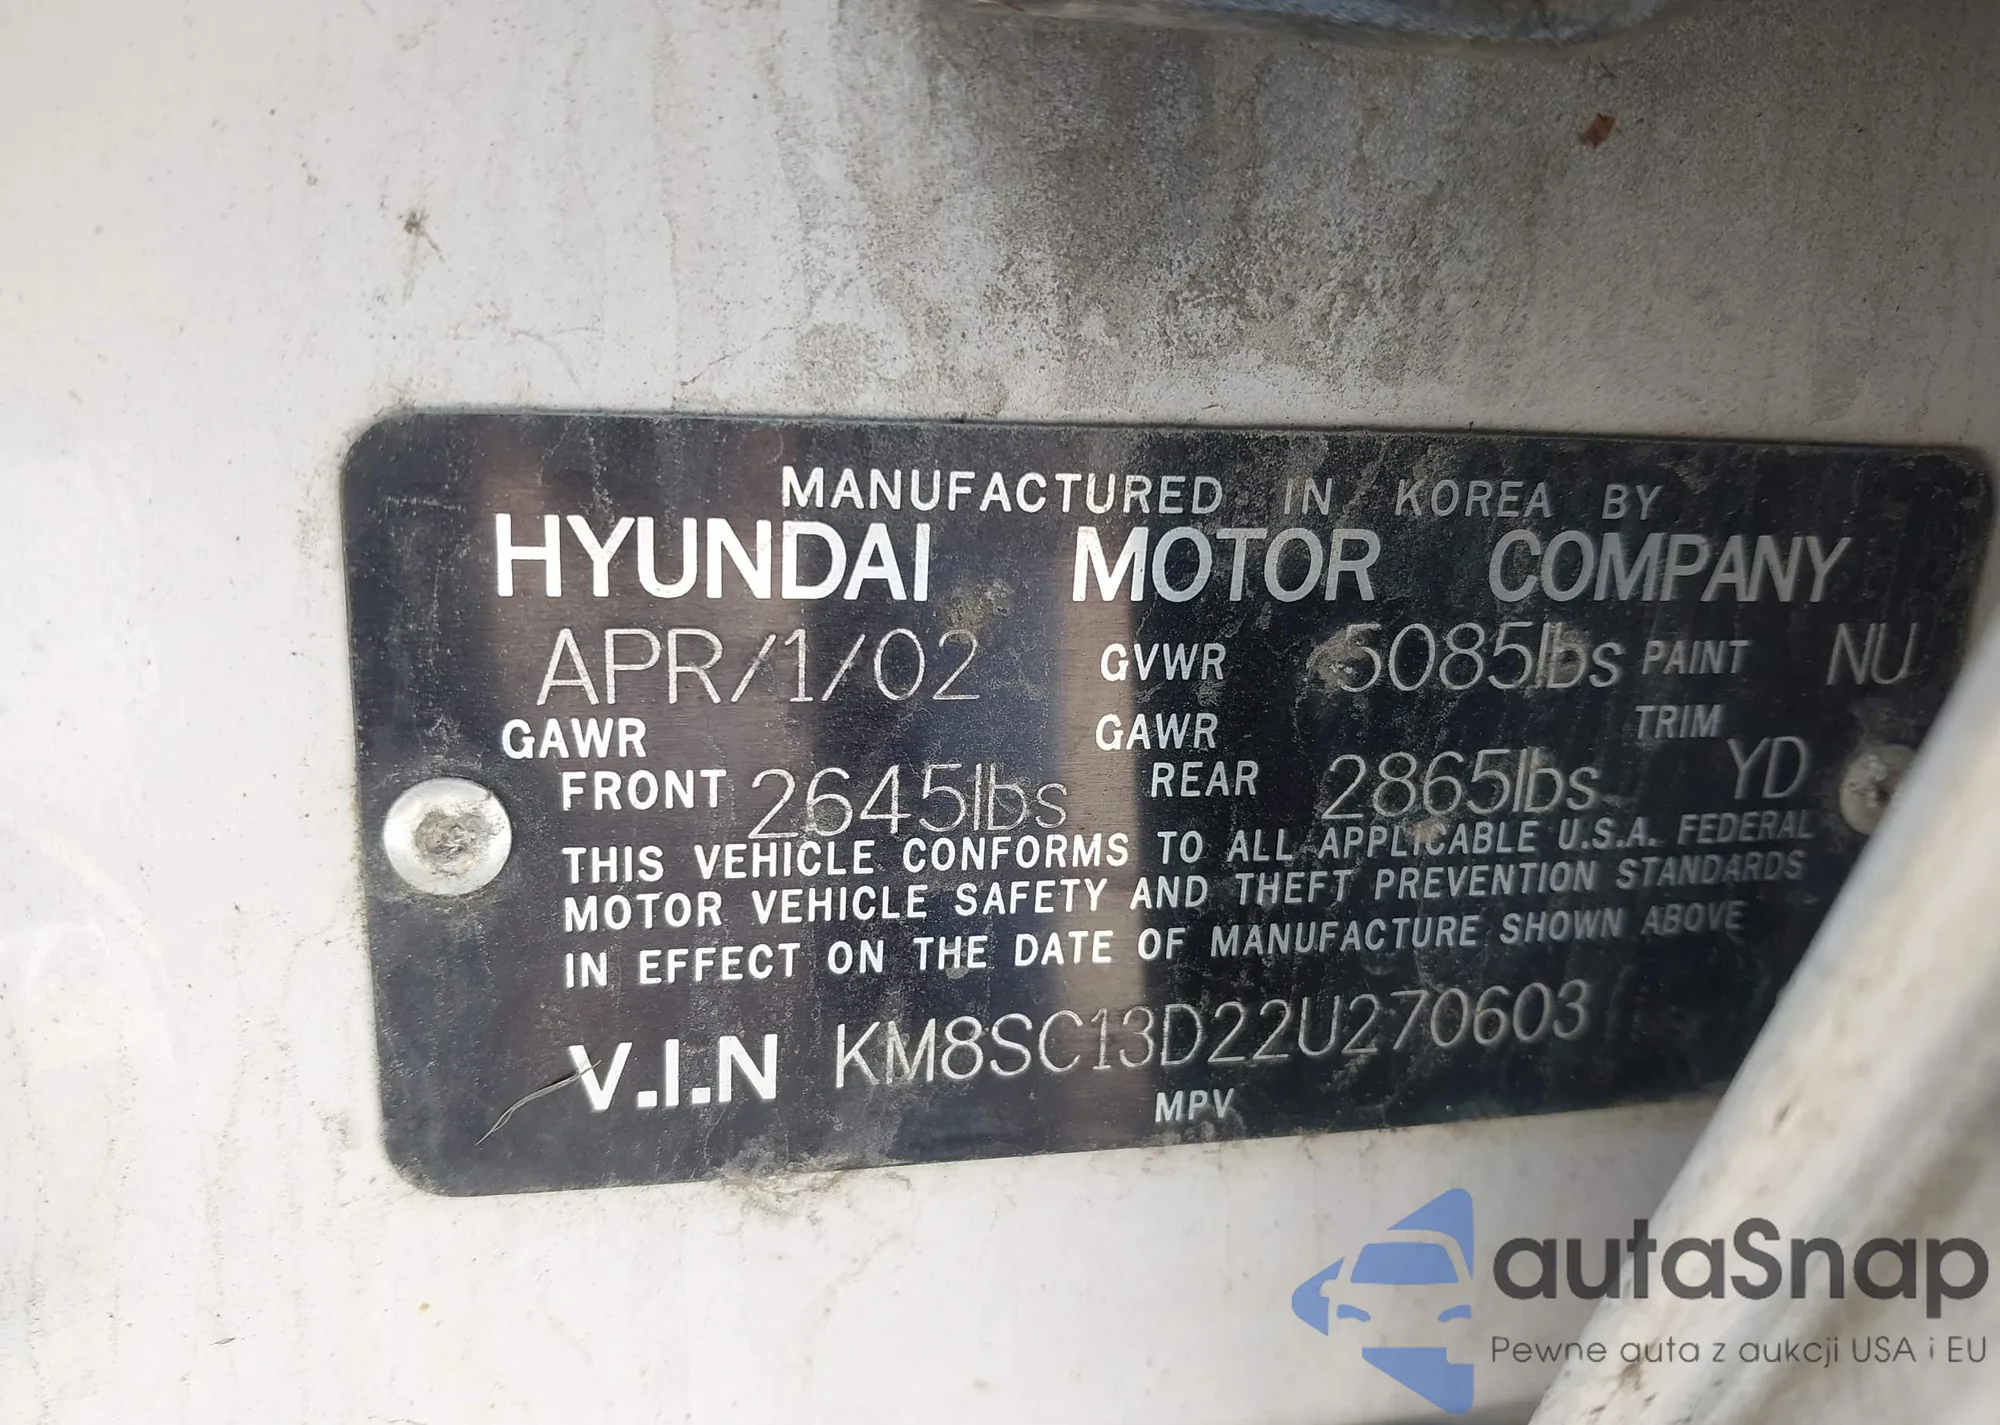 MANUFACTURED IN KOREA BY
HYUNDAI MOTOR COMPANY
APR/1/02 GVWR 5085lbs PAINT NU
GAWR GAWR TRIM
FRONT 2645lbs REAR 2865lbs YD
THIS VEHICLE CONFORMS TO ALL APPLICABLE U.S.A. FEDERAL
MOTOR VEHICLE SAFETY AND THEFT PREVENTION STANDARDS
IN EFFECT ON THE DATE OF MANUFACTURE SHOWN ABOVE
V.I.N KM8SC13D22U270603
MPV
autaSnap
Pewne auta z aukcji USA i EU